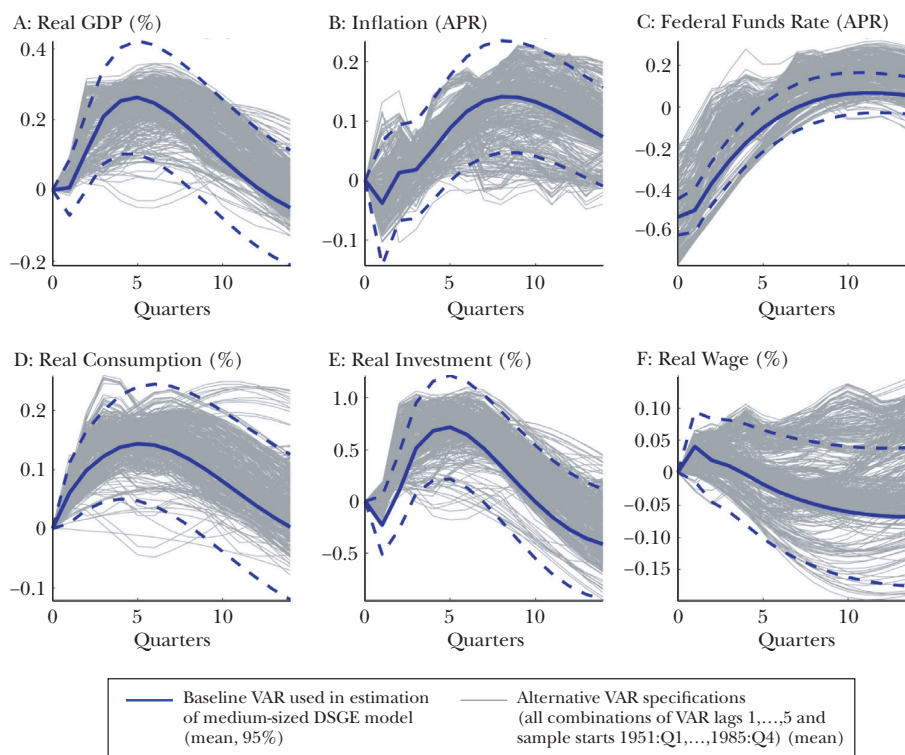 A: Real GDP (%)
0.4
0.2
0
−0.2
0
5
10
Quarters
B: Inflation (APR)
0.2
0.1
0
−0.1
0
5
10
Quarters
C: Federal Funds Rate (APR)
0.2
0
−0.2
−0.4
−0.6
0
5
10
Quarters
D: Real Consumption (%)
0.2
0.1
0
−0.1
0
5
10
Quarters
E: Real Investment (%)
1.0
0.5
0
−0.5
0
5
10
Quarters
F: Real Wage (%)
0.10
0.05
0
−0.05
−0.10
−0.15
0
5
10
Quarters
Baseline VAR used in estimation
of medium-sized DSGE model
(mean, 95%)
Alternative VAR specifications
(all combinations of VAR lags 1,...,5 and
sample starts 1951:Q1,...,1985:Q4) (mean)